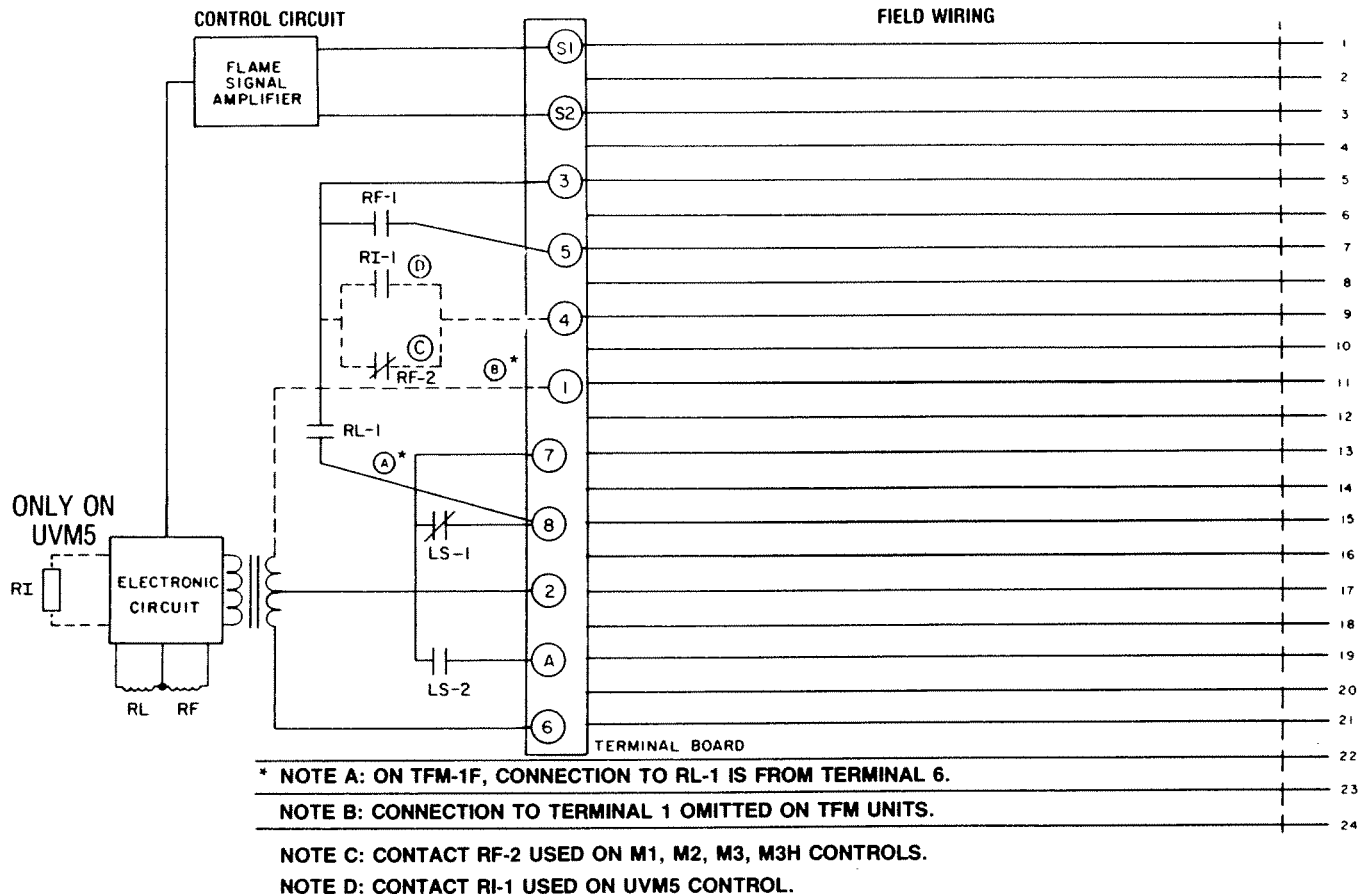 CONTROL CIRCUIT
FIELD WIRING
FLAME
SIGNAL
AMPLIFIER
S1
1
2
S2
3
4
3
5
RF-1
6
5
7
RI-1
D
8
4
9
C
RF-2
10
B *
1
11
12
RL-1
A *
7
13
14
8
15
LS-1
16
ONLY ON
UVM5
RI
ELECTRONIC
CIRCUIT
2
17
18
A
19
LS-2
20
RL
RF
6
21
TERMINAL BOARD
22
* NOTE A: ON TFM-1F, CONNECTION TO RL-1 IS FROM TERMINAL 6.
23
NOTE B: CONNECTION TO TERMINAL 1 OMITTED ON TFM UNITS.
24
NOTE C: CONTACT RF-2 USED ON M1, M2, M3, M3H CONTROLS.
NOTE D: CONTACT RI-1 USED ON UVM5 CONTROL.